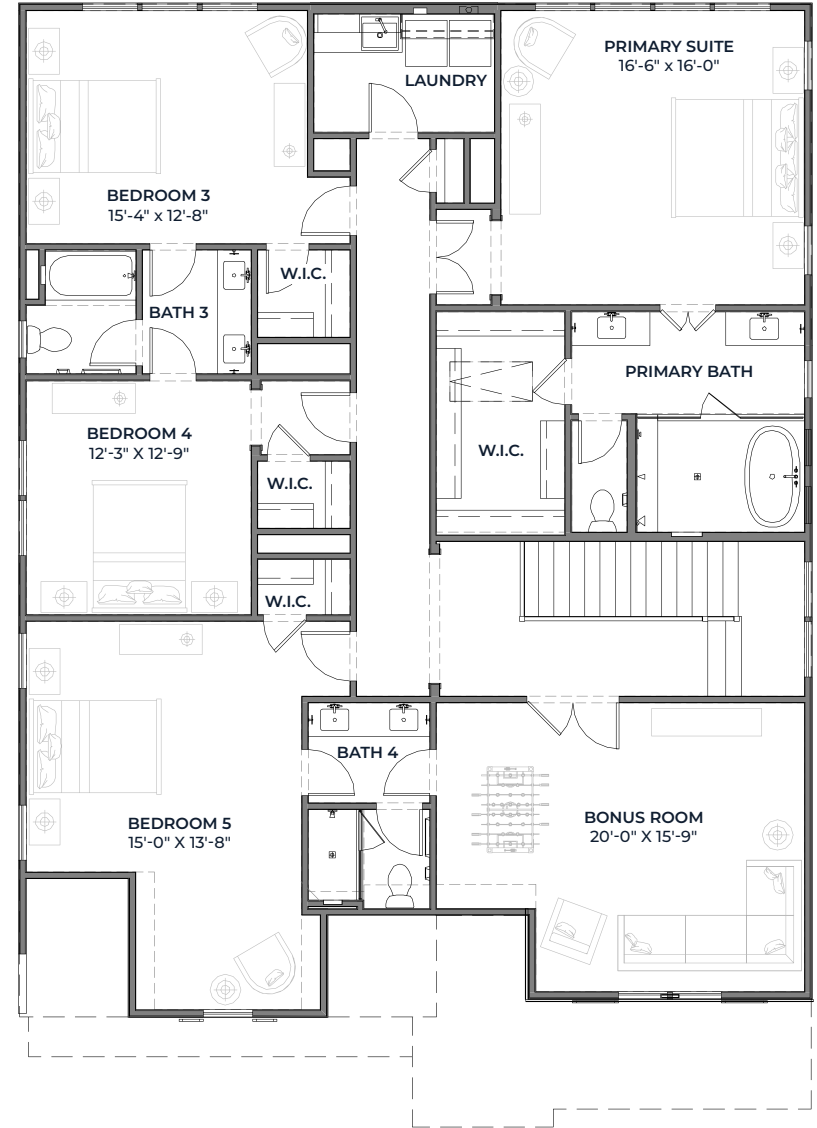 LAUNDRY
PRIMARY SUITE
16'-6" x 16'-0"
BEDROOM 3
15'-4" x 12'-8"
W.I.C.
BATH 3
PRIMARY BATH
BEDROOM 4
12'-3" X 12'-9"
W.I.C.
W.I.C.
W.I.C.
BATH 4
BEDROOM 5
15'-0" X 13'-8"
BONUS ROOM
20'-0" X 15'-9"